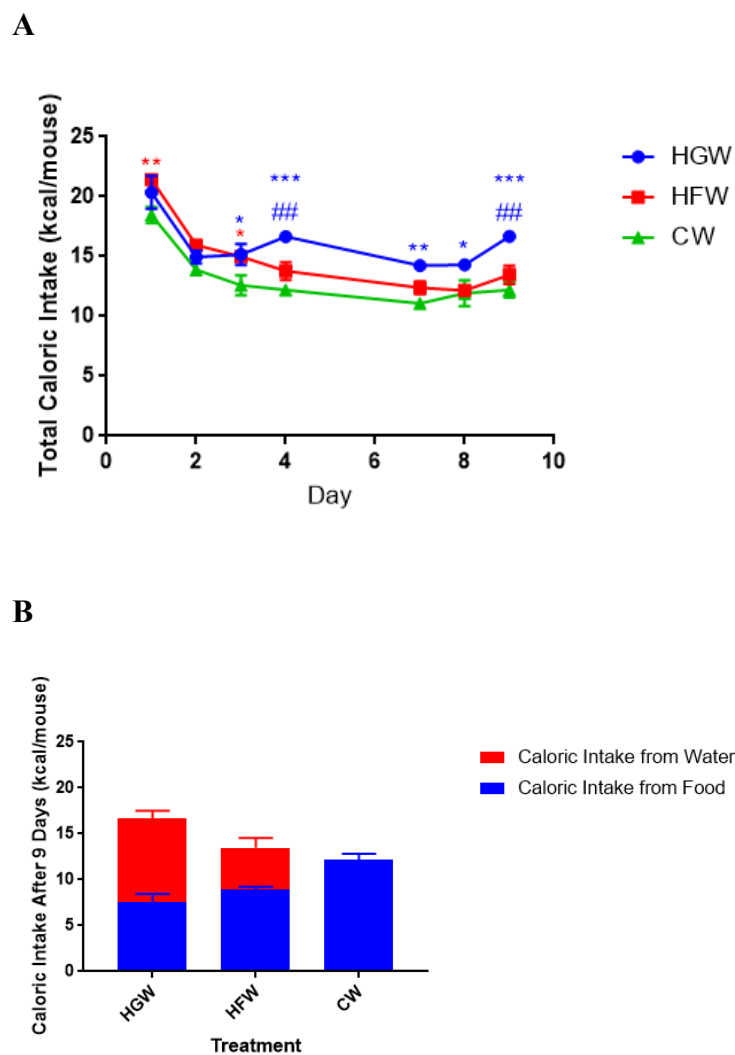 A
Total Caloric Intake (kcal/mouse)
25
20
15
10
5
0
0 2 4 6 8 10
Day
**
*
*
***
##
**
*
***
##
HGW
HFW
CW
B
Caloric Intake After 9 Days (kcal/mouse)
25
20
15
10
5
0
HGW HFW CW
Treatment
Caloric Intake from Water
Caloric Intake from Food